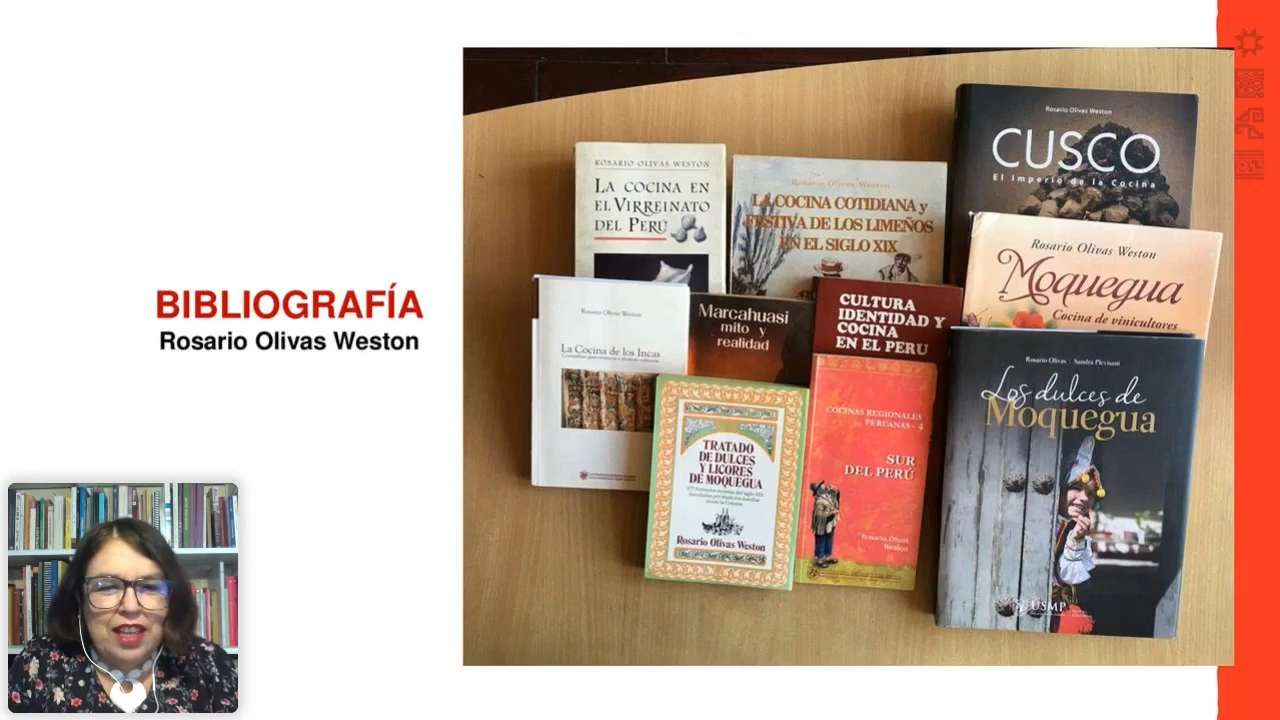 BIBLIOGRAFÍA
Rosario Olivas Weston
ROSARIO OLIVAS WESTON
LA COCINA EN
EL VIRREINATO
DEL PERÚ
Rosario Olivas Weston
LA COCINA COTIDIANA y
FESTIVA DE LOS LIMEÑOS
EN EL SIGLO XIX
Rosario Olivas Weston
CUSCO
El Imperio de la Cocina
Rosario Olivas Weston
Moquegua
Cocina de vinicultores
Rosario Olivas Weston
La Cocina de los Incas
Marcahuasi
mito y
realidad
CULTURA
IDENTIDAD Y
COCINA
EN EL PERU
TRATADO
DE DULCES
Y LICORES
DE MOQUEGUA
Rosario Olivas Weston
COCINAS REGIONALES
PERUANAS - 4
SUR
DEL PERÚ
Rosario Olivas
Weston
Rosario Olivas | Sandra Plevisani
Los dulces de
Moquegua
USMP